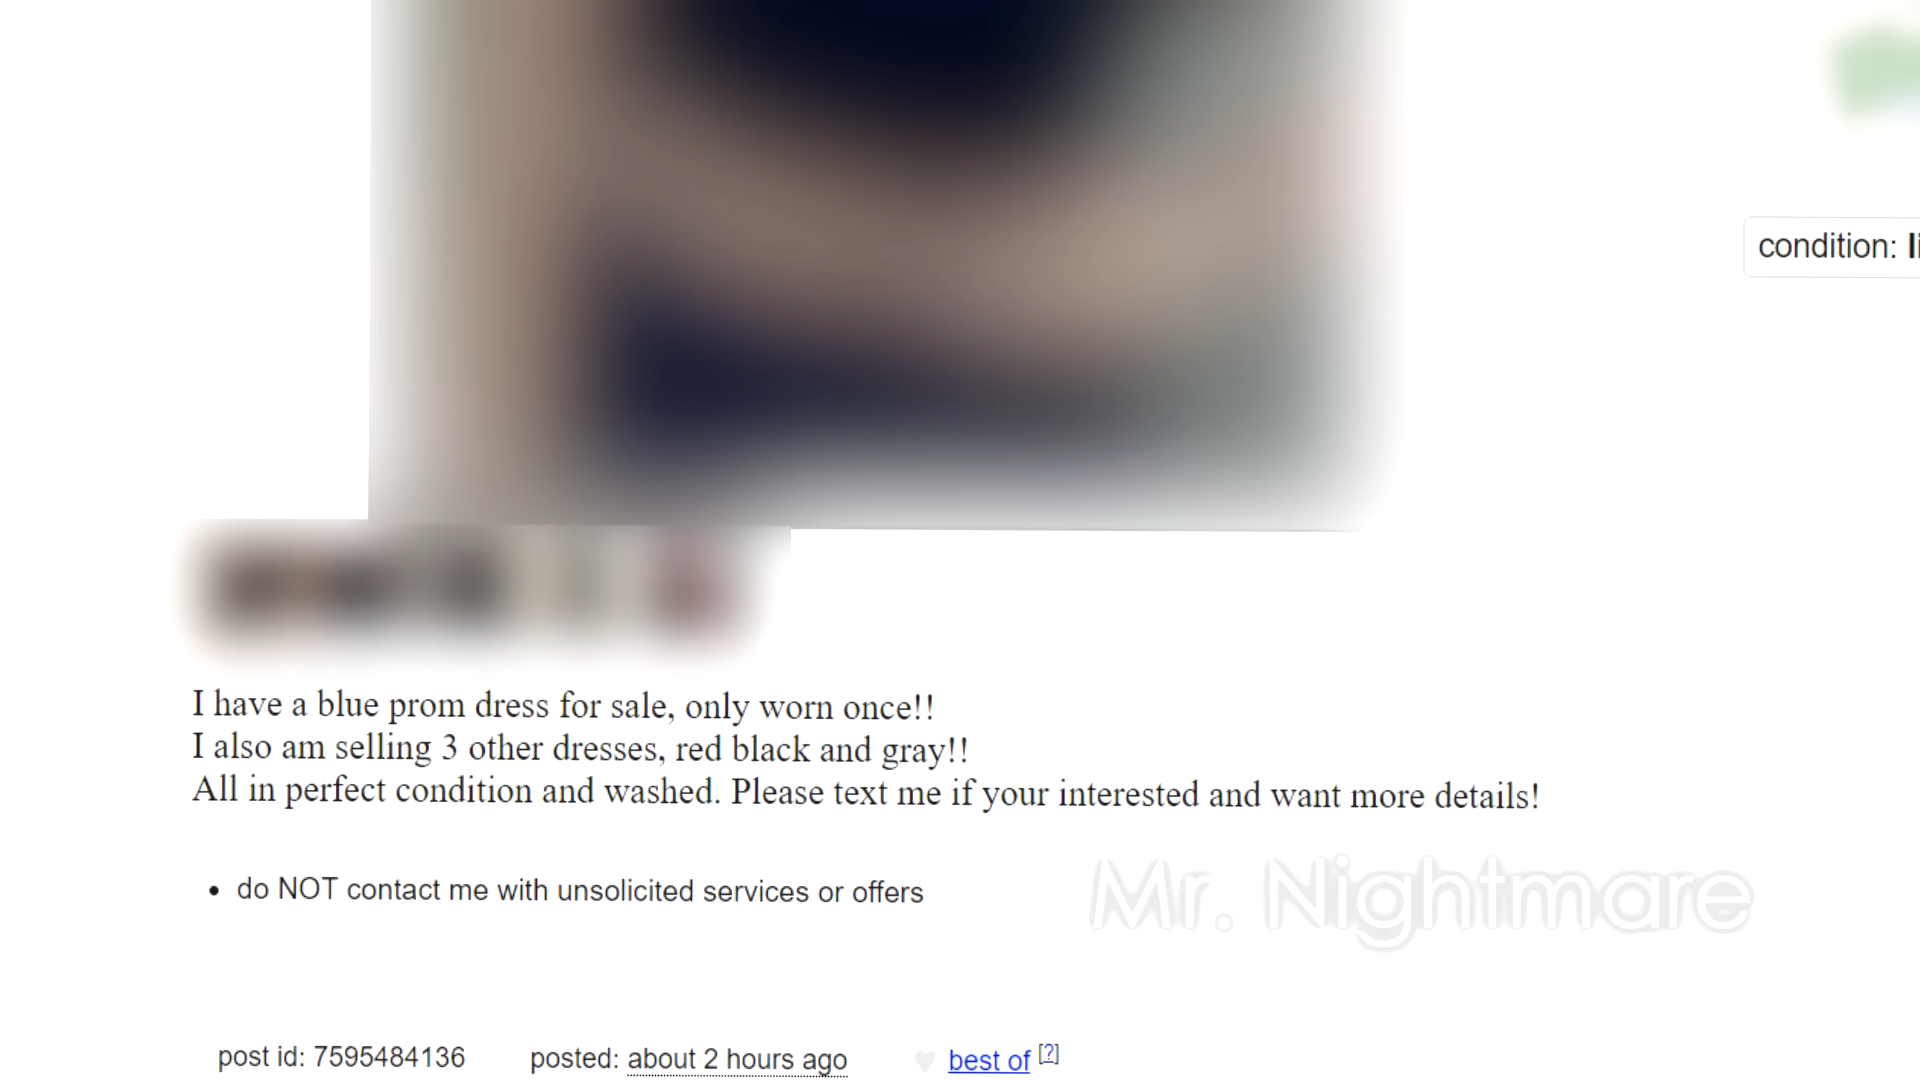 condition:
I have a blue prom dress for sale, only worn once!!
I also am selling 3 other dresses, red black and gray!!
All in perfect condition and washed. Please text me if your interested and want more details!
• do NOT contact me with unsolicited services or offers
Mr. Nightmare
post id: 7595484136 posted: about 2 hours ago ♥ best of [?]